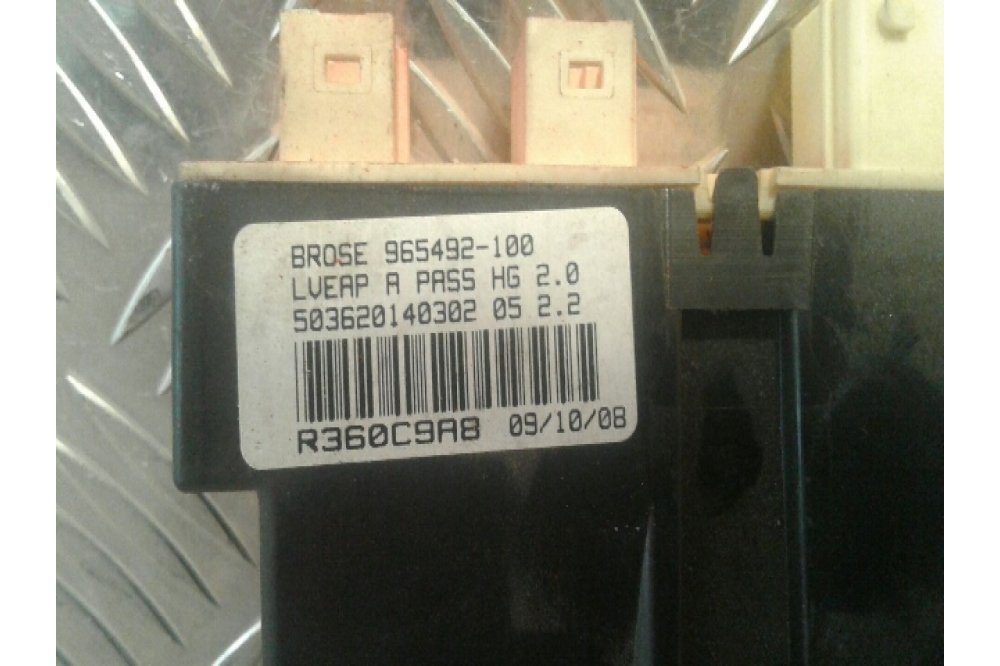 BROSE 965492-100
LVEAP A PASS HG 2.0
503620140302 05 2.2
R360C9A8 09/10/08